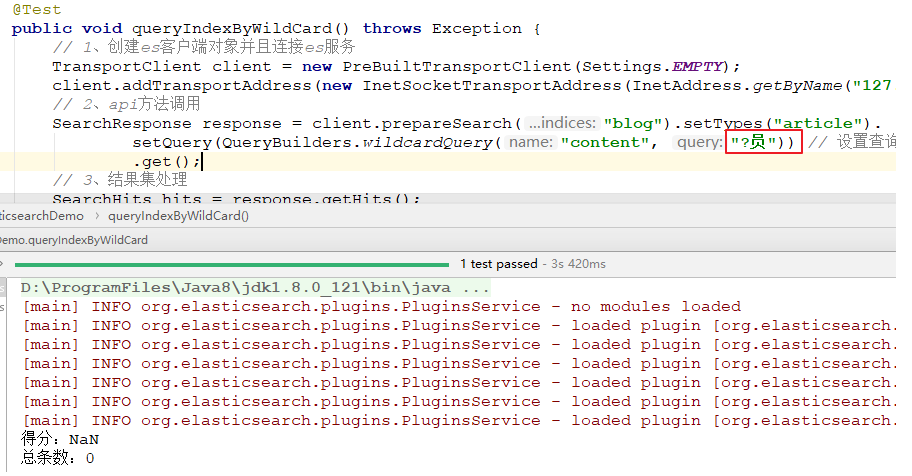 @Test
public void queryIndexByWildCard() throws Exception {
// 1、创建es客户端对象并且连接es服务
TransportClient client = new PreBuiltTransportClient(Settings.EMPTY);
client.addTransportAddress(new InetSocketTransportAddress(InetAddress.getByName("127
// 2、api方法调用
SearchResponse response = client.prepareSearch( ...indices: "blog").setTypes("article").
setQuery(QueryBuilders.wildcardQuery( name: "content", query: "?员")) // 设置查询
.get();
// 3、结果集处理
SearchHits hits = response.getHits();
ticsearchDemo › queryIndexByWildCard()
Demo.queryIndexByWildCard
1 test passed - 3s 420ms
D:\ProgramFiles\Java8\jdk1.8.0_121\bin\java ...
[main] INFO org.elasticsearch.plugins.PluginsService - no modules loaded
[main] INFO org.elasticsearch.plugins.PluginsService - loaded plugin [org.elasticsearch.
[main] INFO org.elasticsearch.plugins.PluginsService - loaded plugin [org.elasticsearch.
[main] INFO org.elasticsearch.plugins.PluginsService - loaded plugin [org.elasticsearch.
[main] INFO org.elasticsearch.plugins.PluginsService - loaded plugin [org.elasticsearch.
[main] INFO org.elasticsearch.plugins.PluginsService - loaded plugin [org.elasticsearch.
[main] INFO org.elasticsearch.plugins.PluginsService - loaded plugin [org.elasticsearch.
得分：NaN
总条数：0